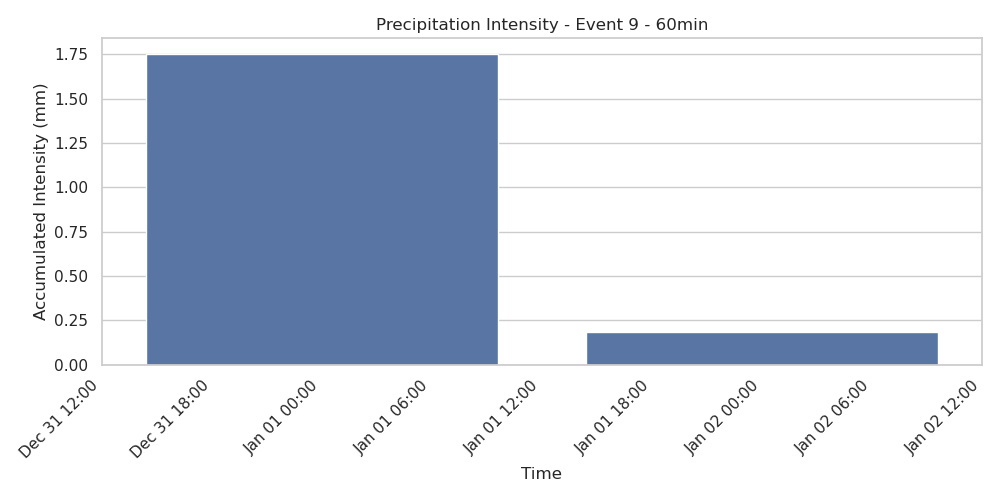 Precipitation Intensity - Event 9 - 60min
Accumulated Intensity (mm)
1.75
1.50
1.25
1.00
0.75
0.50
0.25
0.00
Dec 31 12:00
Dec 31 18:00
Jan 01 00:00
Jan 01 06:00
Jan 01 12:00
Jan 01 18:00
Jan 02 00:00
Jan 02 06:00
Jan 02 12:00
Time